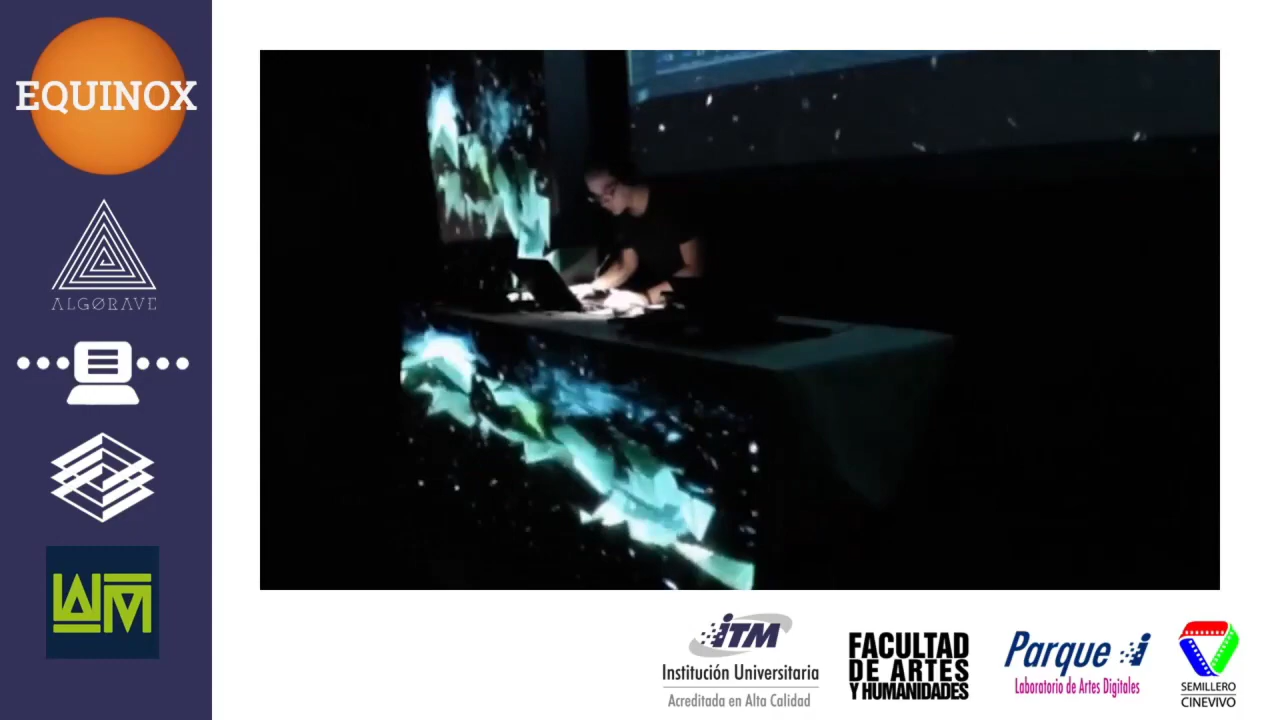 EQUINOX
ALGØRAVE
iTM
Institución Universitaria
Acreditada en Alta Calidad
FACULTAD
DE ARTES
Y HUMANIDADES
Parque i
Laboratorio de Artes Digitales
SEMILLERO
CINEVIVO